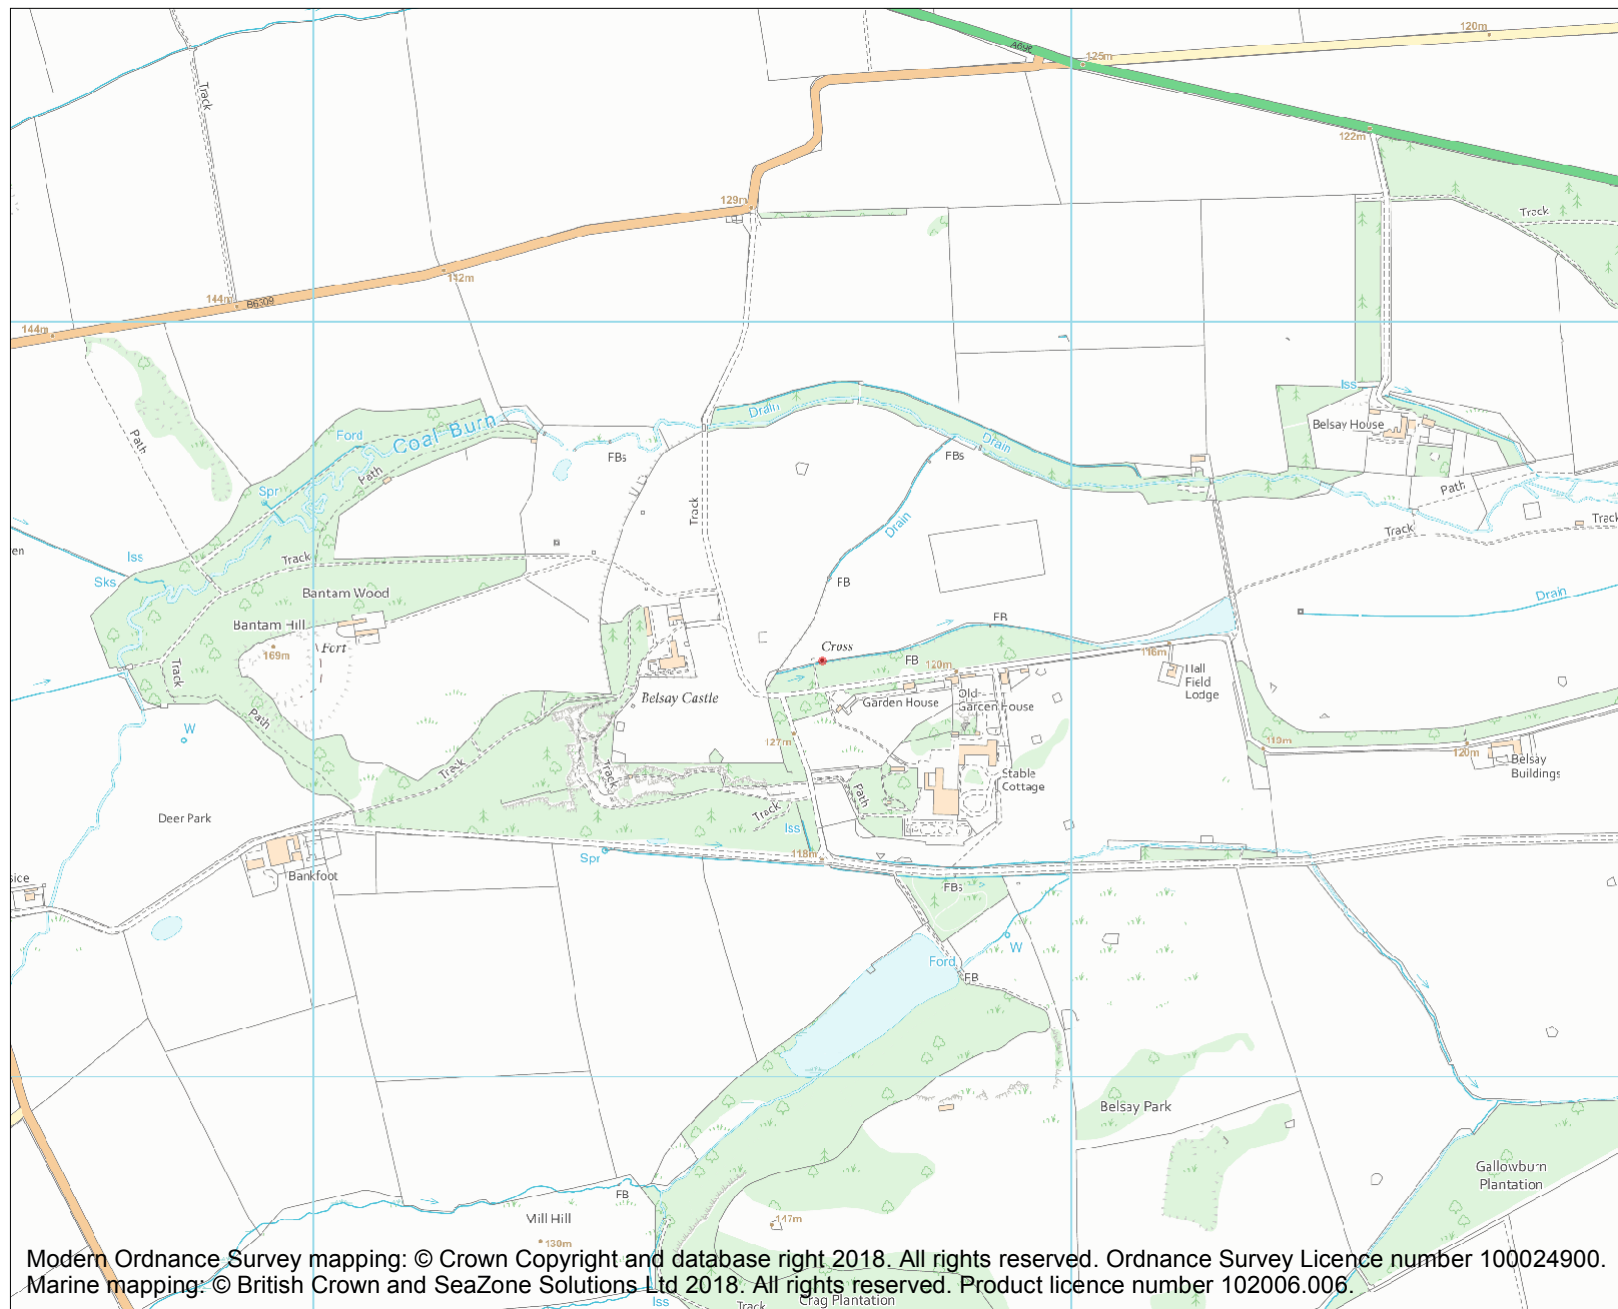 120m
A696
125m
Track
122m
129m
Track
142m
144m
B6309
144m
Iss
Drain
Belsay House
Ford
Coal Burn
Path
Drain
FBs
FBs
Path
Spr
Path
Track
Track
Track
Drain
Iss
Track
Sks
FB
Bantam Wood
Drain
Bantam Hill
FB
Fort
Cross
169m
FB
120m
116m
Track
Hall
Field
Lodge
Belsay Castle
Garden House
Old
Garden House
Path
W
127m
119m
120m
Track
Track
Stable
Cottage
Belsay
Buildings
Path
Deer Park
Track
Iss
Spr
118m
Bankfoot
FBs
W
Ford
FB
Belsay Park
Gallowburn
Plantation
FB
Mill Hill
147m
130m
Modern Ordnance Survey mapping: © Crown Copyright and database right 2018. All rights reserved. Ordnance Survey Licence number 100024900.
Marine mapping: © British Crown and SeaZone Solutions Ltd 2018. All rights reserved. Product licence number 102006.006.
Iss
Track
Crag Plantation